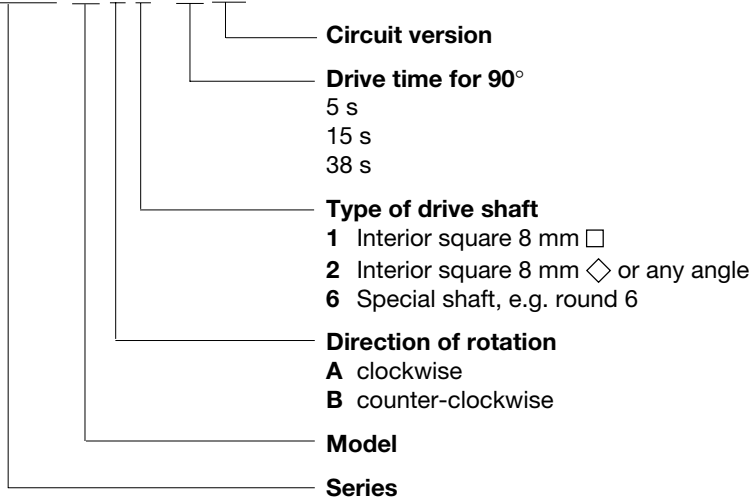 Circuit version
Drive time for 90°
5 s
15 s
38 s
Type of drive shaft
1 Interior square 8 mm □
2 Interior square 8 mm ◇ or any angle
6 Special shaft, e.g. round 6
Direction of rotation
A clockwise
B counter-clockwise
Model
Series